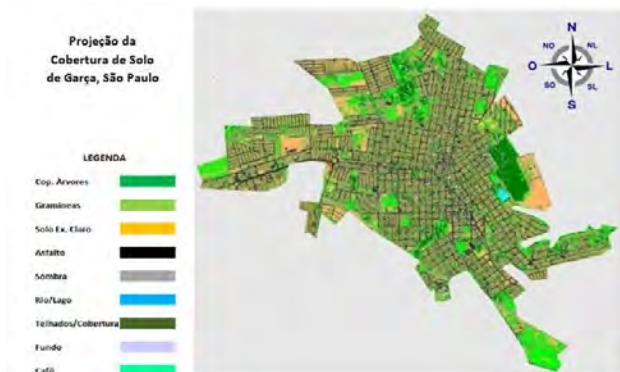 Projeção da
Cobertura de Solo
de Garça, São Paulo
N
NO
NL
O
L
SO
SL
S
LEGENDA
Cop. Árvores
Gramíneas
Solo Ex. Claro
Asfalto
Sombra
Rio/Lago
Telhados/Cobertura
Fundo
Café